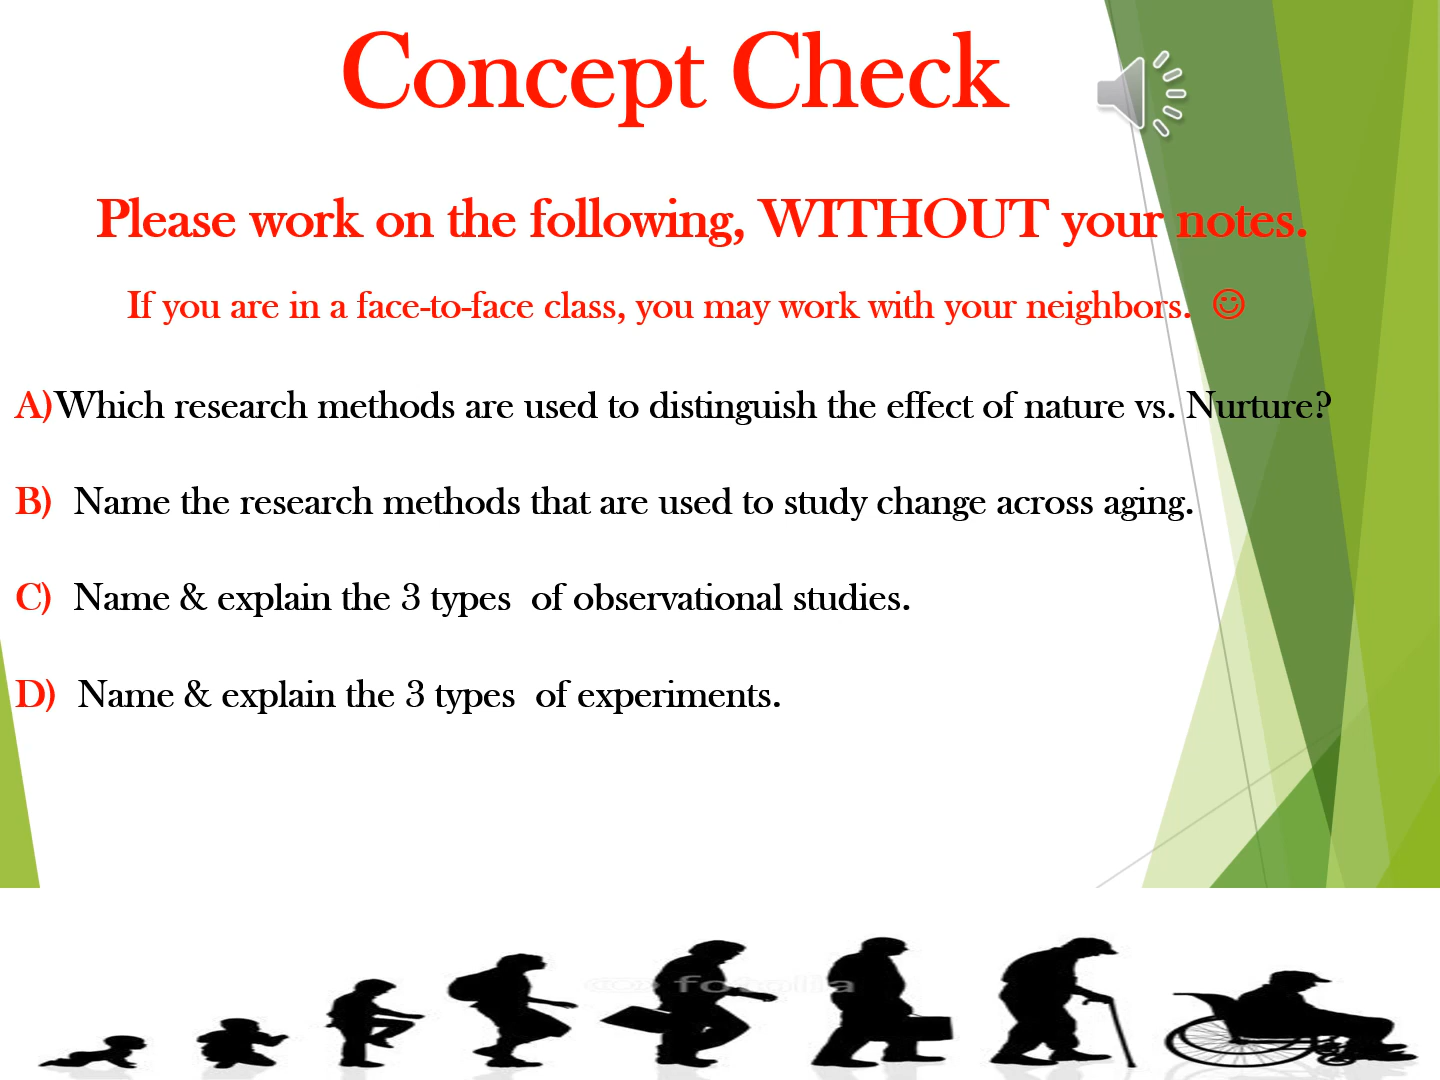 Concept Check
Please work on the following, WITHOUT your notes.
If you are in a face-to-face class, you may work with your neighbors. ☺
A)Which research methods are used to distinguish the effect of nature vs. Nurture?
B) Name the research methods that are used to study change across aging.
C) Name & explain the 3 types of observational studies.
D) Name & explain the 3 types of experiments.
fotolia